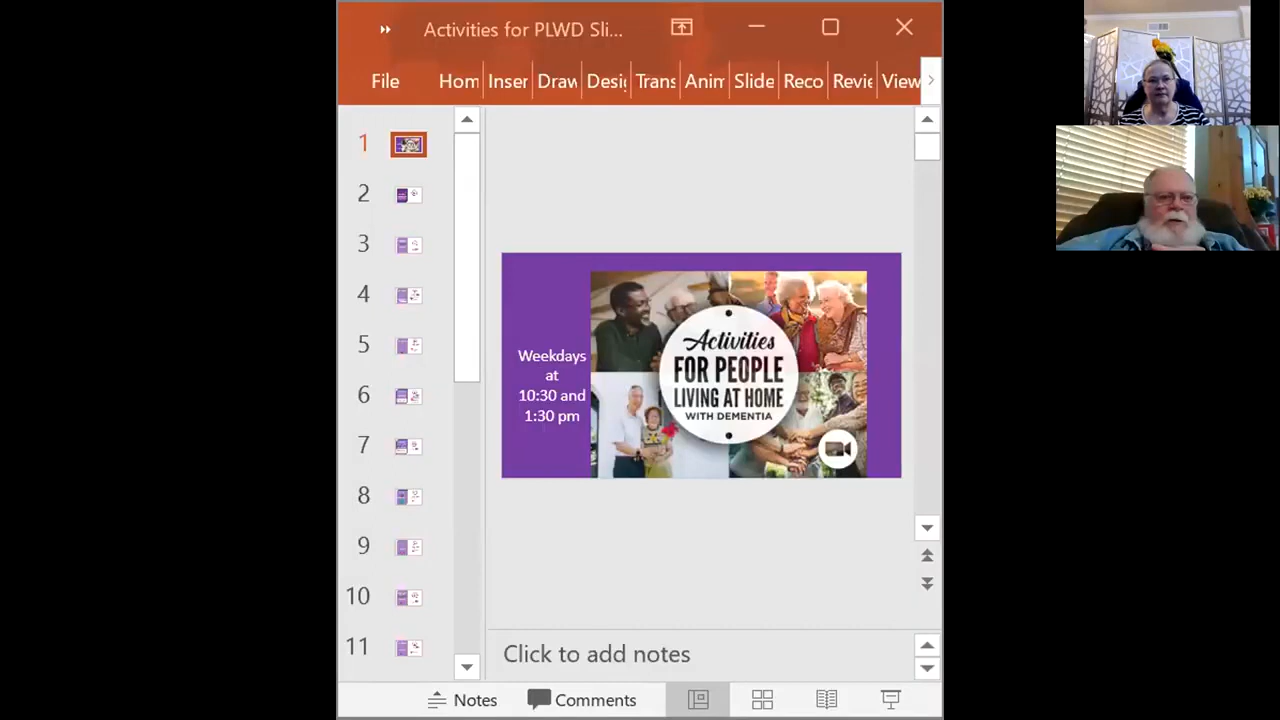 Activities for PLWD Sli...
File Hom Inser Draw Desi Trans Anim Slide Reco Revie View
1
2
3
4
5
6
7
8
9
10
11
Weekdays
at
10:30 and
1:30 pm
Activities
FOR PEOPLE
LIVING AT HOME
WITH DEMENTIA
Click to add notes
Notes Comments